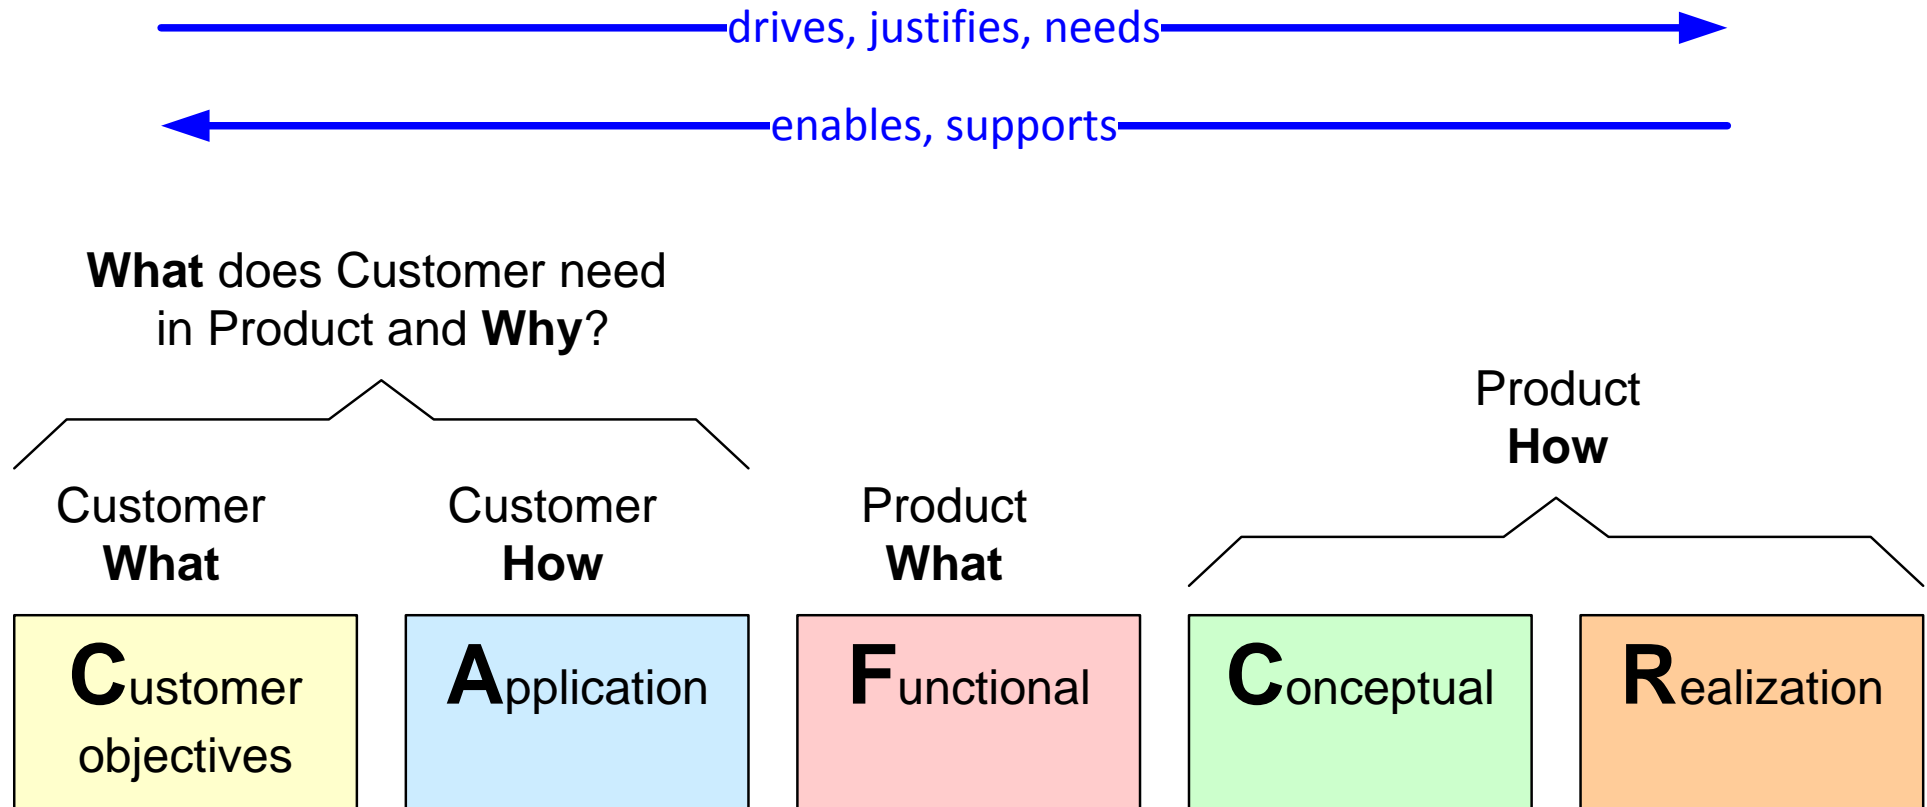 drives, justifies, needs
enables, supports
What does Customer need
in Product and Why?
Product
How
Customer
What
Customer
How
Product
What
Customer
objectives
Application
Functional
Conceptual
Realization